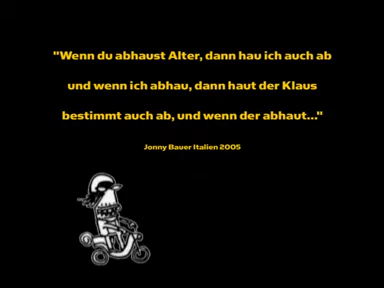 "Wenn du abhaust Alter, dann hau ich auch ab
und wenn ich abhau, dann haut der Klaus
bestimmt auch ab, und wenn der abhaut..."
Jonny Bauer Italien 2005